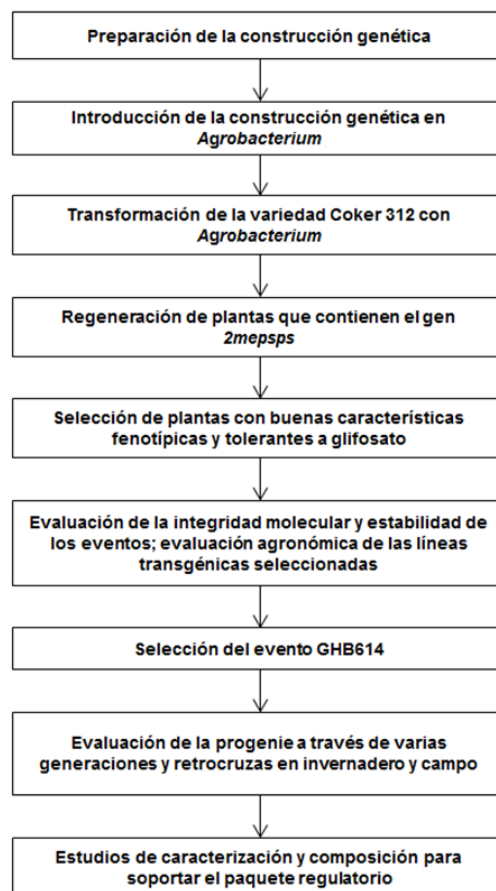 Preparación de la construcción genética
Introducción de la construcción genética en
Agrobacterium
Transformación de la variedad Coker 312 con
Agrobacterium
Regeneración de plantas que contienen el gen
2mepsps
Selección de plantas con buenas características
fenotípicas y tolerantes a glifosato
Evaluación de la integridad molecular y estabilidad de
los eventos; evaluación agronómica de las líneas
transgénicas seleccionadas
Selección del evento GHB614
Evaluación de la progenie a través de varias
generaciones y retrocruzas en invernadero y campo
Estudios de caracterización y composición para
soportar el paquete regulatorio